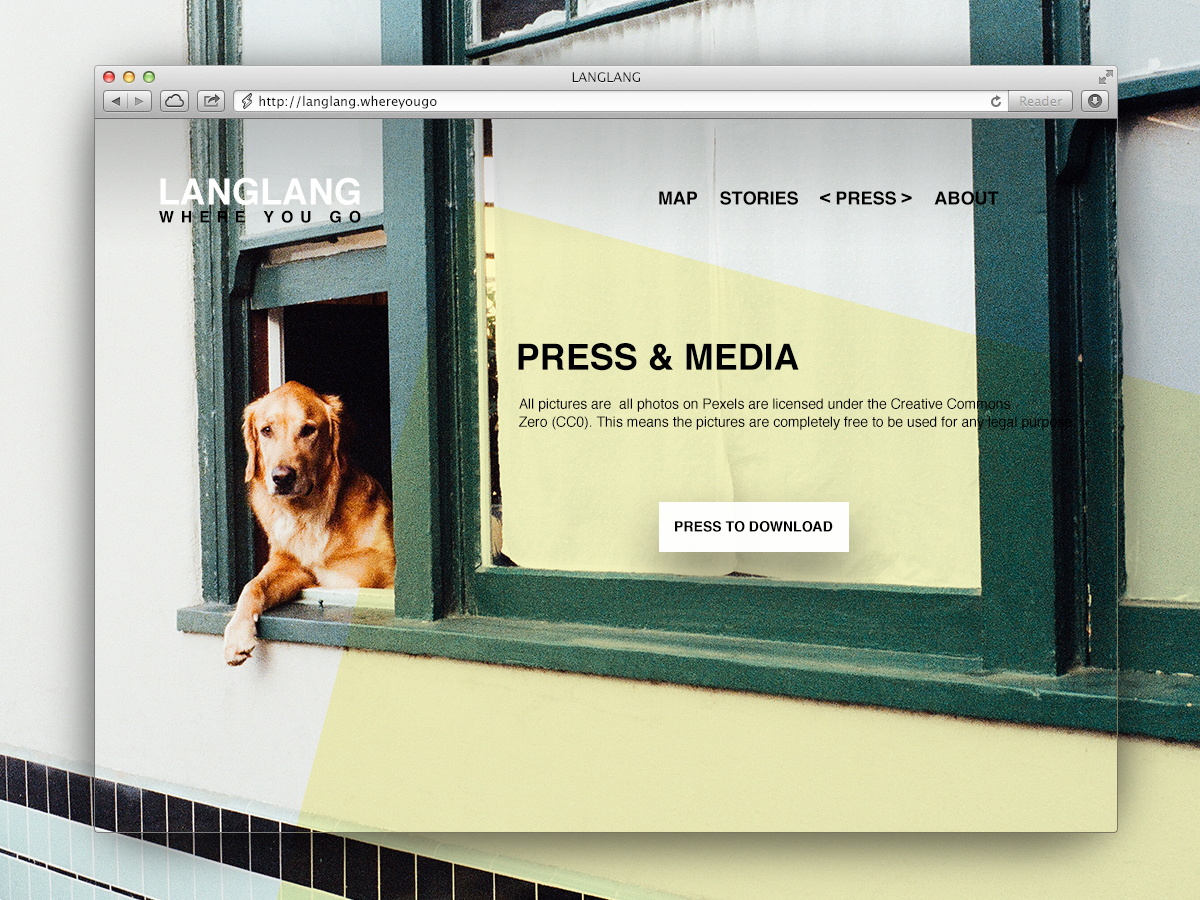 LANGLANG
http://langlang.whereyougo
Reader
LANGLANG
WHERE YOU GO
MAP STORIES < PRESS > ABOUT
PRESS & MEDIA
All pictures are  all photos on Pexels are licensed under the Creative Commons
Zero (CC0). This means the pictures are completely free to be used for any legal purpose.
PRESS TO DOWNLOAD